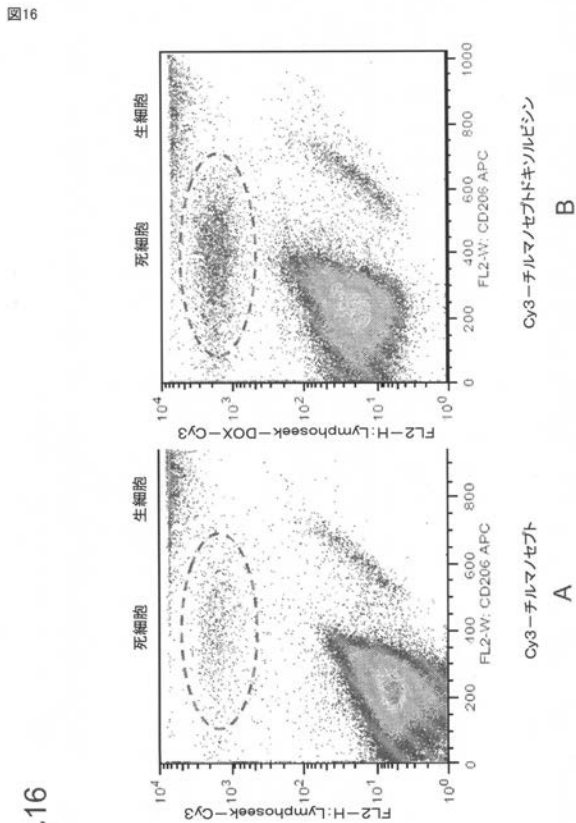 図16
.16
死細胞 生細胞
10⁴
10³
10²
10¹
10⁰
FL2-H:Lymphoseek-Cy3
0 200 400 600 800
FL2-W: CD206 APC
Cy3-チルマノセプト
A
死細胞 生細胞
10⁴
10³
10²
10¹
10⁰
FL2-H:Lymphoseek-DOX-Cy3
0 200 400 600 800 1000
FL2-W: CD206 APC
Cy3-チルマノセプトドキソルビシン
B